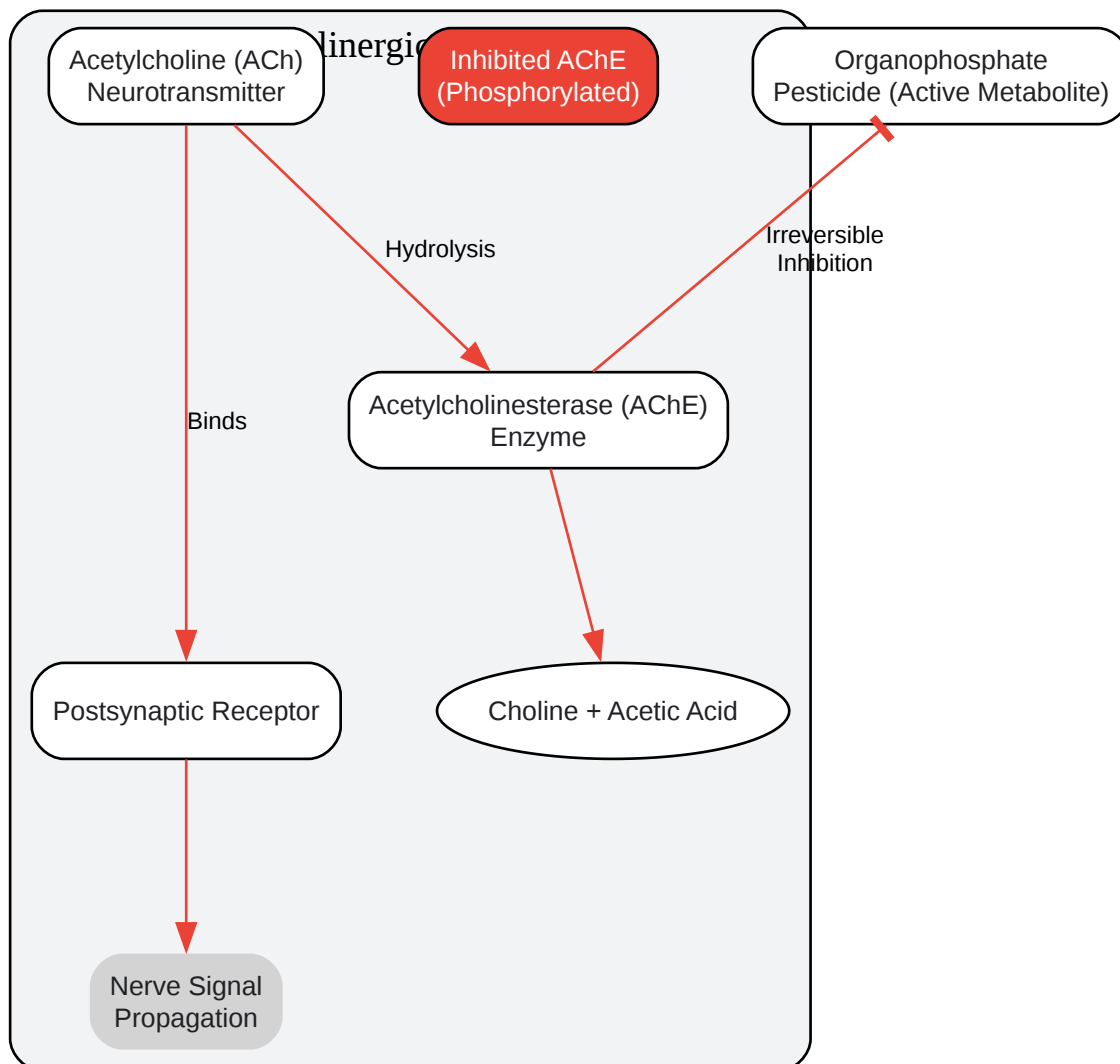 Acetylcholine (ACh)
Neurotransmitter
Inhibited AChE
(Phosphorylated)
Organophosphate
Pesticide (Active Metabolite)
Hydrolysis
Irreversible
Inhibition
Acetylcholinesterase (AChE)
Enzyme
Binds
Postsynaptic Receptor
Choline + Acetic Acid
Nerve Signal
Propagation